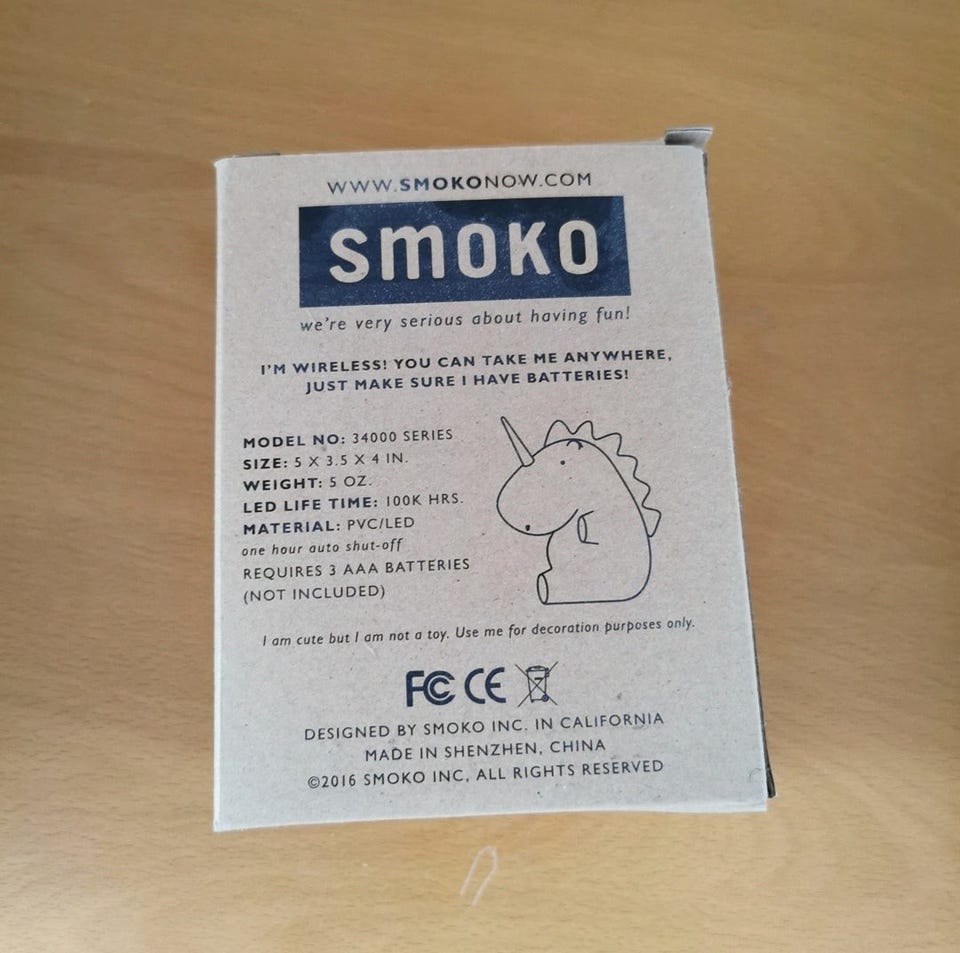 WWW.SMOKONOW.COM
SMOKO
we're very serious about having fun!
I'M WIRELESS! YOU CAN TAKE ME ANYWHERE,
JUST MAKE SURE I HAVE BATTERIES!
MODEL NO: 34000 SERIES
SIZE: 5 X 3.5 X 4 IN.
WEIGHT: 5 OZ.
LED LIFE TIME: 100K HRS.
MATERIAL: PVC/LED
one hour auto shut-off
REQUIRES 3 AAA BATTERIES
(NOT INCLUDED)
I am cute but I am not a toy. Use me for decoration purposes only.
FC CE
DESIGNED BY SMOKO INC. IN CALIFORNIA
MADE IN SHENZHEN, CHINA
©2016 SMOKO INC, ALL RIGHTS RESERVED